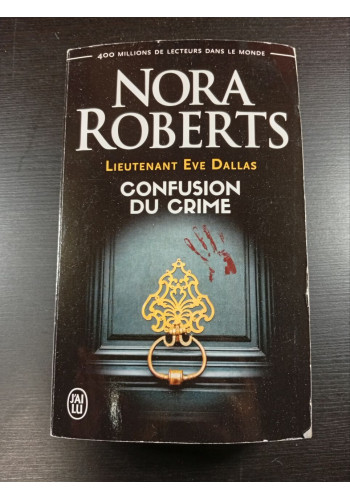 400 MILLIONS DE LECTEURS DANS LE MONDE
NORA
ROBERTS
LIEUTENANT EVE DALLAS
CONFUSION
DU CRIME
J'AI
LU